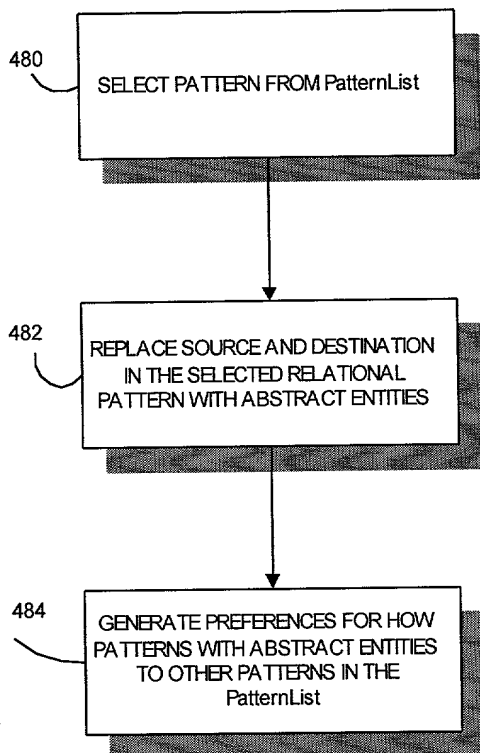 480
SELECT PATTERN FROM PatternList
482
REPLACE SOURCE AND DESTINATION
IN THE SELECTED RELATIONAL
PATTERN WITH ABSTRACT ENTITIES
484
GENERATE PREFERENCES FOR HOW
PATTERNS WITH ABSTRACT ENTITIES
TO OTHER PATTERNS IN THE
PatternList